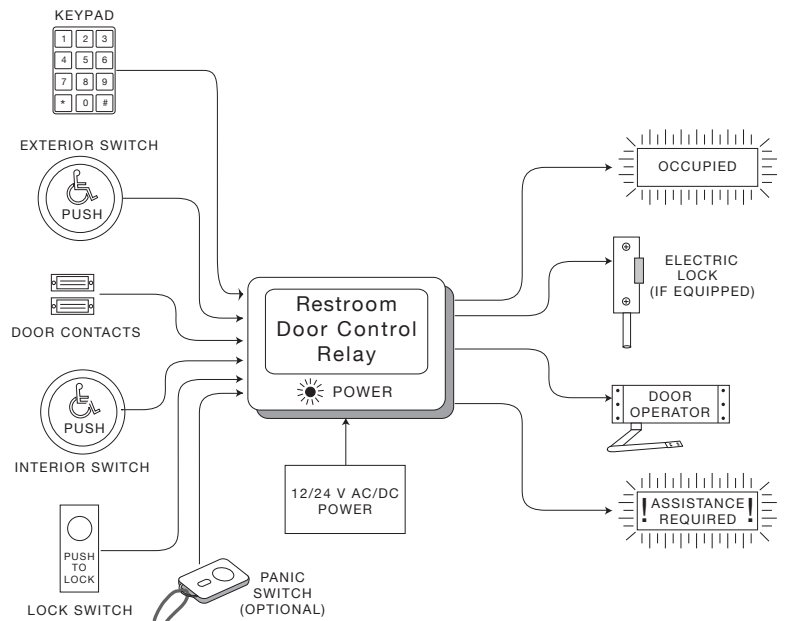 KEYPAD
1 2 3
4 5 6
7 8 9
* 0 #
EXTERIOR SWITCH
PUSH
DOOR CONTACTS
PUSH
INTERIOR SWITCH
PUSH
TO
LOCK
LOCK SWITCH
PANIC
SWITCH
(OPTIONAL)
Restroom
Door Control
Relay
POWER
12/24 V AC/DC
POWER
OCCUPIED
ELECTRIC
LOCK
(IF EQUIPPED)
DOOR
OPERATOR
! ASSISTANCE !
REQUIRED